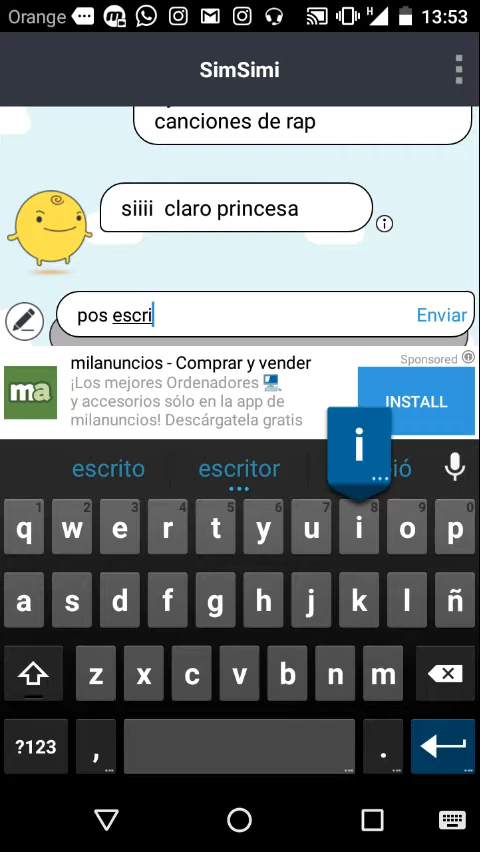 Orange
H
13:53
SimSimi
canciones de rap
siiii claro princesa
pos escri
Enviar
milanuncios - Comprar y vender
Sponsored
¡Los mejores Ordenadores
y accesorios sólo en la app de
milanuncios! Descárgatela gratis
ma
INSTALL
i
escrito escritor ió
1 2 3 4 5 6 7 8 9 0
q w e r t y u i o p
a s d f g h j k l ñ
z x c v b n m
?123 , .